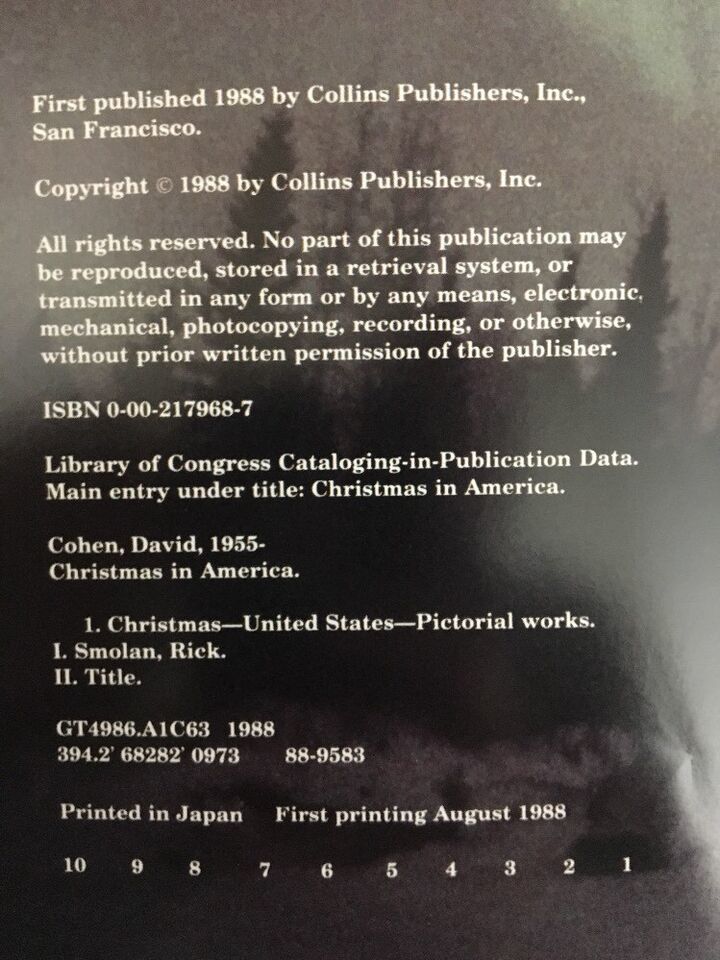 First published 1988 by Collins Publishers, Inc.,
San Francisco.
Copyright © 1988 by Collins Publishers, Inc.
All rights reserved. No part of this publication may
be reproduced, stored in a retrieval system, or
transmitted in any form or by any means, electronic,
mechanical, photocopying, recording, or otherwise,
without prior written permission of the publisher.
ISBN 0-00-217968-7
Library of Congress Cataloging-in-Publication Data.
Main entry under title: Christmas in America.
Cohen, David, 1955-
Christmas in America.
1. Christmas—United States—Pictorial works.
I. Smolan, Rick.
II. Title.
GT4986.A1C63 1988
394.2' 68282' 0973 88-9583
Printed in Japan First printing August 1988
10 9 8 7 6 5 4 3 2 1